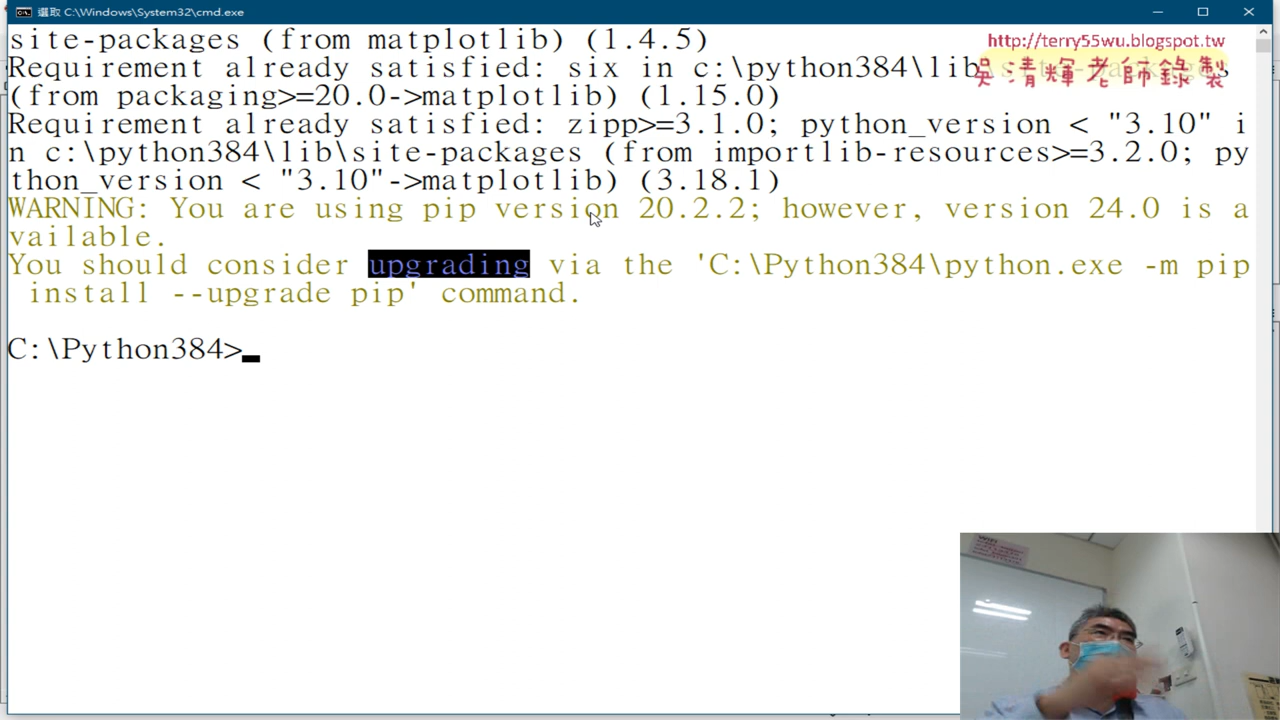 選取 C:\Windows\System32\cmd.exe
http://terry55wu.blogspot.tw
吳清輝老師錄製
site-packages (from matplotlib) (1.4.5)
Requirement already satisfied: six in c:\python384\lib
(from packaging>=20.0->matplotlib) (1.15.0)
Requirement already satisfied: zipp>=3.1.0; python_version < "3.10" i
n c:\python384\lib\site-packages (from importlib-resources>=3.2.0; py
thon_version < "3.10"->matplotlib) (3.18.1)
WARNING: You are using pip version 20.2.2; however, version 24.0 is a
vailable.
You should consider upgrading via the 'C:\Python384\python.exe -m pip
install --upgrade pip' command.
C:\Python384>